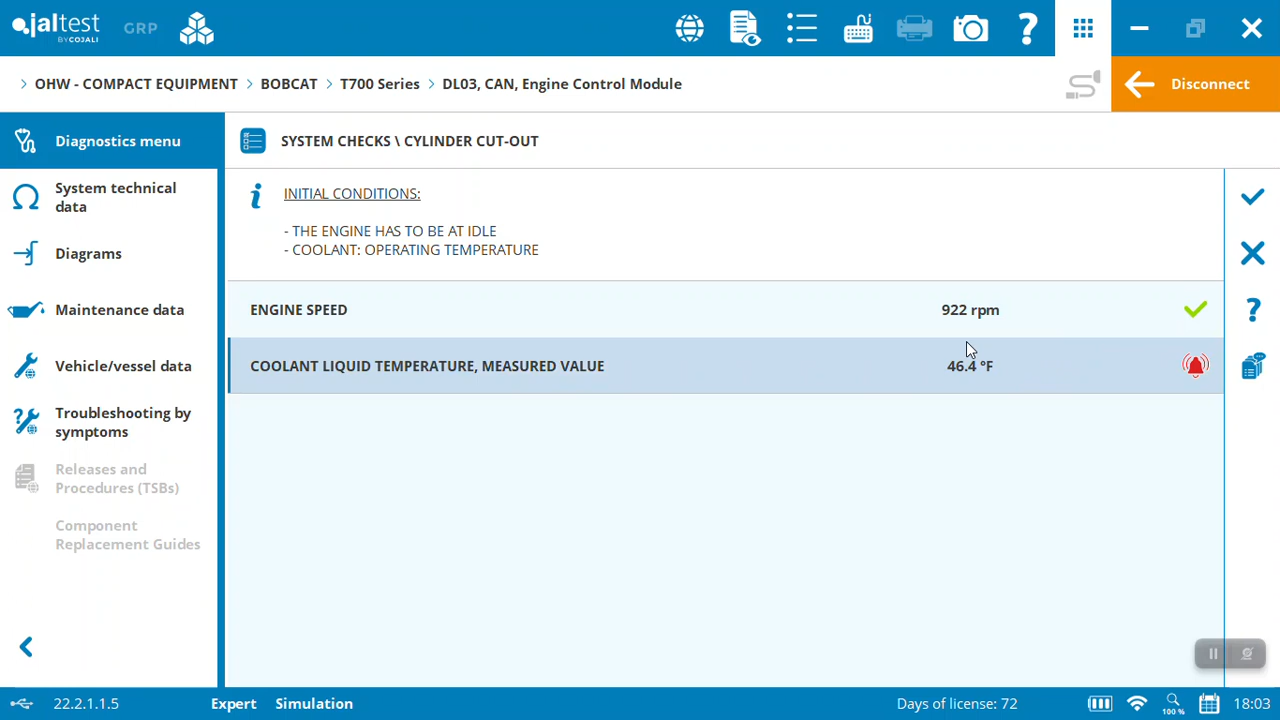 jaltest
BY COJALI
GRP
OHW - COMPACT EQUIPMENT
BOBCAT
T700 Series
DL03, CAN, Engine Control Module
Disconnect
Diagnostics menu
System technical
data
Diagrams
Maintenance data
Vehicle/vessel data
Troubleshooting by
symptoms
Releases and
Procedures (TSBs)
Component
Replacement Guides
SYSTEM CHECKS \ CYLINDER CUT-OUT
INITIAL CONDITIONS:
- THE ENGINE HAS TO BE AT IDLE
- COOLANT: OPERATING TEMPERATURE
ENGINE SPEED 922 rpm
COOLANT LIQUID TEMPERATURE, MEASURED VALUE 46.4 °F
22.2.1.1.5 Expert Simulation Days of license: 72 100 % 18:03